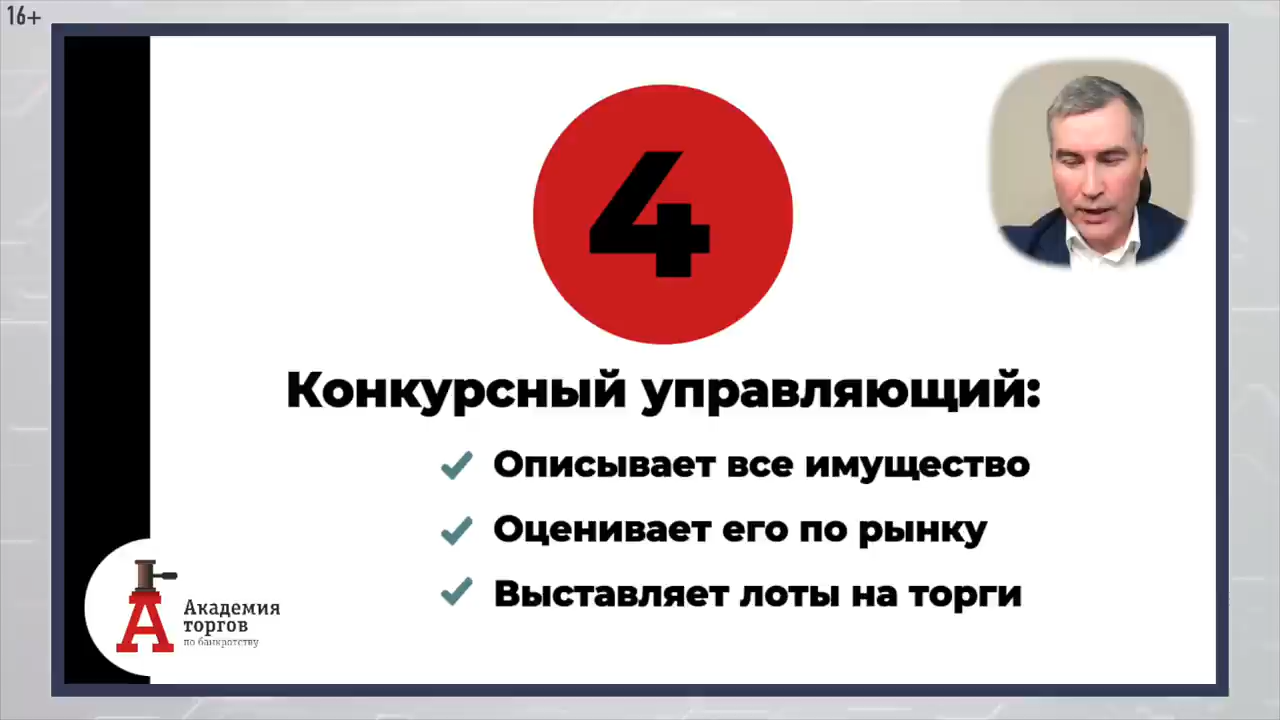 16+
4
Конкурсный управляющий:
Описывает все имущество
Оценивает его по рынку
Выставляет лоты на торги
Академия
торгов
по банкротству